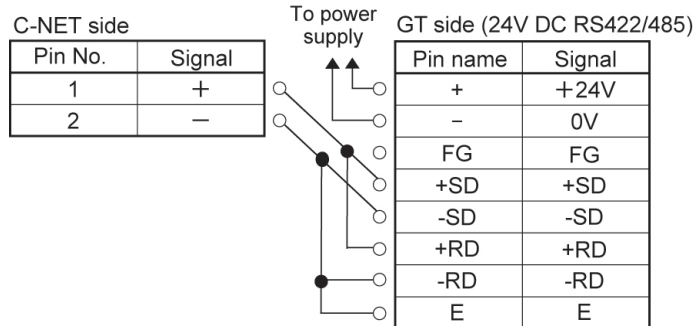 To power
supply
C-NET side
GT side (24V DC RS422/485)
Pin No. Signal
1 +
2 −
Pin name Signal
+ +24V
− 0V
FG FG
+SD +SD
-SD -SD
+RD +RD
-RD -RD
E E